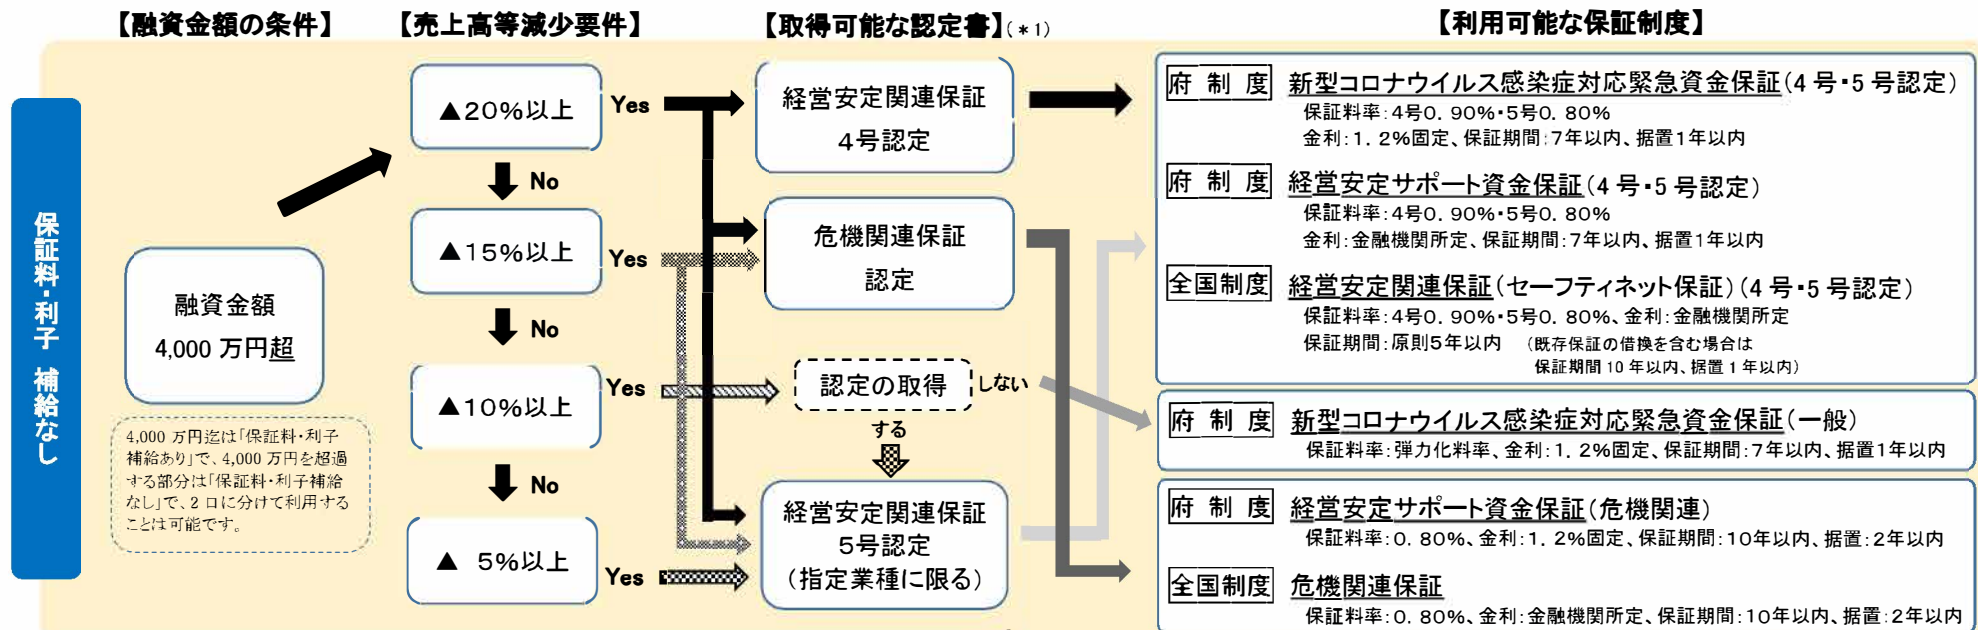 【融資金額の条件】
【売上高等減少要件】
【取得可能な認定書】(*1)
【利用可能な保証制度】
保証料・利子 補給なし
融資金額
4,000 万円超
4,000 万円迄は「保証料・利子
補給あり」で、4,000 万円を超過
する部分は「保証料・利子補給
なし」で、2 口に分けて利用する
ことは可能です。
▲20%以上
Yes
No
▲15%以上
Yes
No
▲10%以上
Yes
No
▲ 5%以上
Yes
経営安定関連保証
4号認定
危機関連保証
認定
認定の取得
しない
する
経営安定関連保証
5号認定
(指定業種に限る)
府 制 度 新型コロナウイルス感染症対応緊急資金保証(4 号・5 号認定)
保証料率:4号0.90%・5号0.80%
金利:1.2%固定、保証期間:7年以内、据置1年以内
府 制 度 経営安定サポート資金保証(4 号・5 号認定)
保証料率:4号0.90%・5号0.80%
金利:金融機関所定、保証期間:7年以内、据置1年以内
全国制度 経営安定関連保証(セーフティネット保証)(4 号・5 号認定)
保証料率:4号0.90%・5号0.80%、金利:金融機関所定
保証期間:原則5年以内 (既存保証の借換を含む場合は
保証期間 10 年以内、据置 1 年以内)
府 制 度 新型コロナウイルス感染症対応緊急資金保証(一般)
保証料率:弾力化料率、金利:1.2%固定、保証期間:7年以内、据置1年以内
府 制 度 経営安定サポート資金保証(危機関連)
保証料率:0.80%、金利:1.2%固定、保証期間:10年以内、据置:2年以内
全国制度 危機関連保証
保証料率:0.80%、金利:金融機関所定、保証期間:10年以内、据置:2年以内